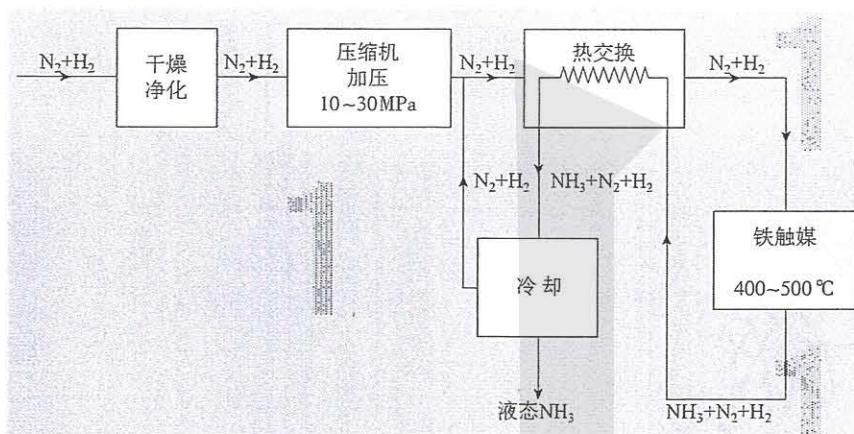 N₂+H₂
干燥
净化
N₂+H₂
压缩机
加压
10~30MPa
N₂+H₂
热交换
N₂+H₂
N₂+H₂
NH₃+N₂+H₂
铁触媒
400~500℃
冷却
液态NH₃
NH₃+N₂+H₂